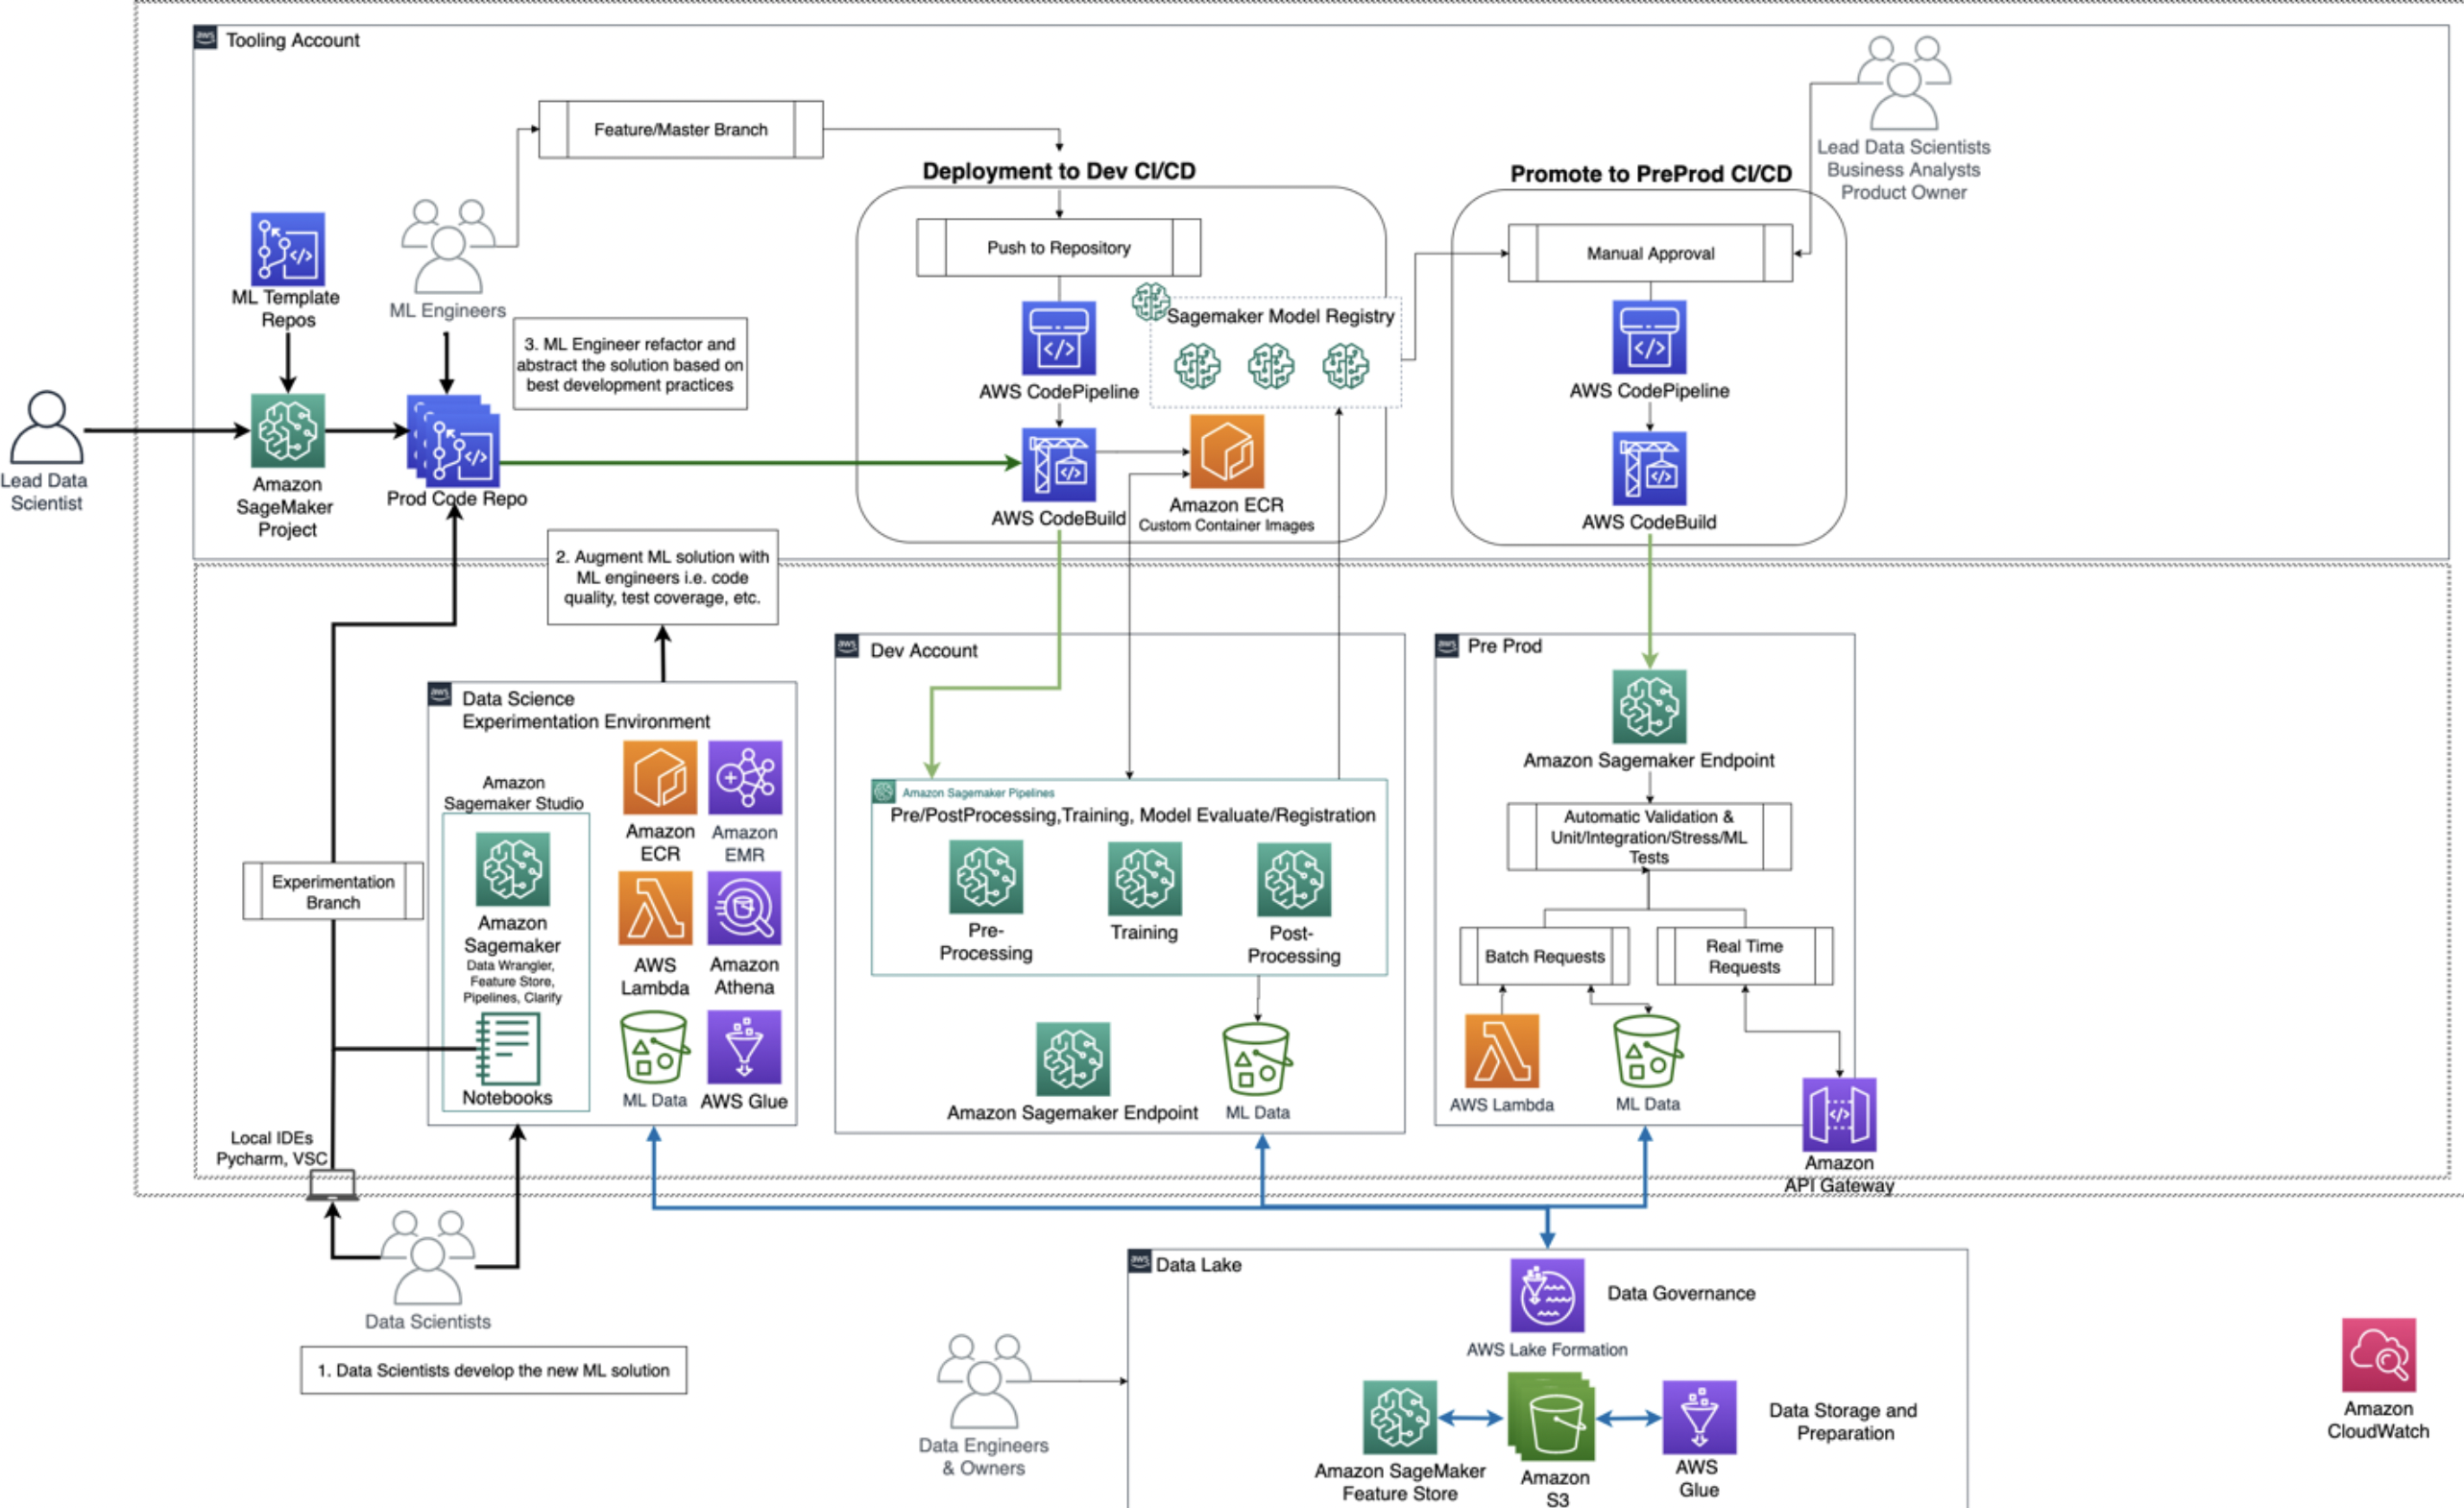 aws
Tooling Account
Feature/Master Branch
Deployment to Dev CI/CD
Promote to PreProd CI/CD
Lead Data Scientists
Business Analysts
Product Owner
Push to Repository
Manual Approval
ML Template
Repos
ML Engineers
3. ML Engineer refactor and
abstract the solution based on
best development practices
Sagemaker Model Registry
AWS CodePipeline
AWS CodePipeline
Lead Data
Scientist
Amazon
SageMaker
Project
Prod Code Repo
AWS CodeBuild
Amazon ECR
Custom Container Images
AWS CodeBuild
2. Augment ML solution with
ML engineers i.e. code
quality, test coverage, etc.
aws
Data Science
Experimentation Environment
Amazon
Sagemaker Studio
Amazon
ECR
Amazon
EMR
Experimentation
Branch
Amazon
Sagemaker
Data Wrangler,
Feature Store,
Pipelines, Clarify
AWS
Lambda
Amazon
Athena
Notebooks
ML Data
AWS Glue
aws
Dev Account
Amazon Sagemaker Pipelines
Pre/PostProcessing,Training, Model Evaluate/Registration
Pre-
Processing
Training
Post-
Processing
Amazon Sagemaker Endpoint
ML Data
aws
Pre Prod
Amazon Sagemaker Endpoint
Automatic Validation &
Unit/Integration/Stress/ML
Tests
Batch Requests
Real Time
Requests
AWS Lambda
ML Data
Amazon
API Gateway
Local IDEs
Pycharm, VSC
Data Scientists
1. Data Scientists develop the new ML solution
aws
Data Lake
Data Governance
AWS Lake Formation
Data Engineers
& Owners
Amazon SageMaker
Feature Store
Amazon
S3
AWS
Glue
Data Storage and
Preparation
Amazon
CloudWatch